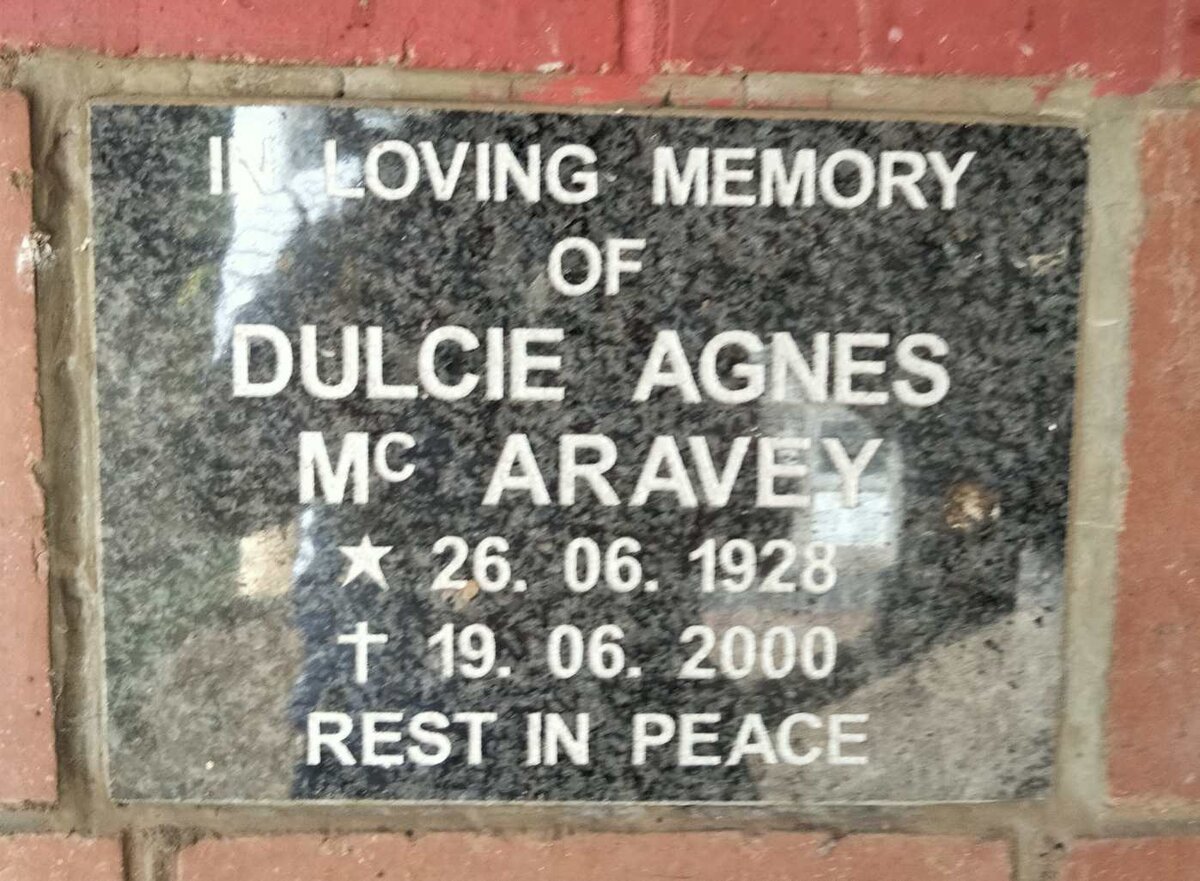 IN LOVING MEMORY
OF
DULCIE AGNES
Mc ARAVEY
★ 26. 06. 1928
† 19. 06. 2000
REST IN PEACE